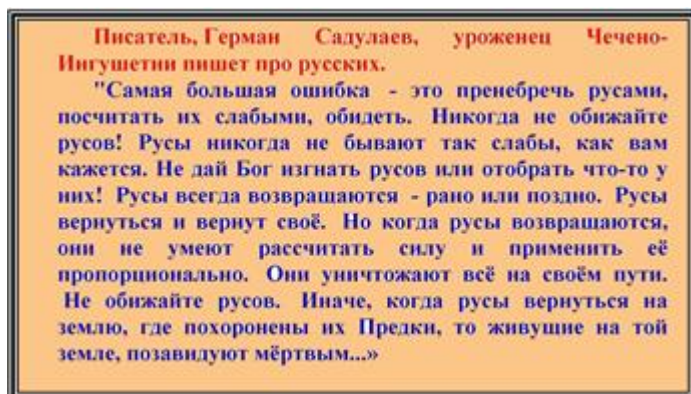 Писатель, Герман Садулаев, уроженец Чечено-
Ингушетии пишет про русских.
"Самая большая ошибка - это пренебречь русами,
посчитать их слабыми, обидеть. Никогда не обижайте
русов! Русы никогда не бывают так слабы, как вам
кажется. Не дай Бог изгнать русов или отобрать что-то у
них! Русы всегда возвращаются - рано или поздно. Русы
вернуться и вернут своё. Но когда русы возвращаются,
они не умеют рассчитать силу и применить её
пропорционально. Они уничтожают всё на своём пути.
Не обижайте русов. Иначе, когда русы вернуться на
землю, где похоронены их Предки, то живущие на той
земле, позавидуют мёртвым...»